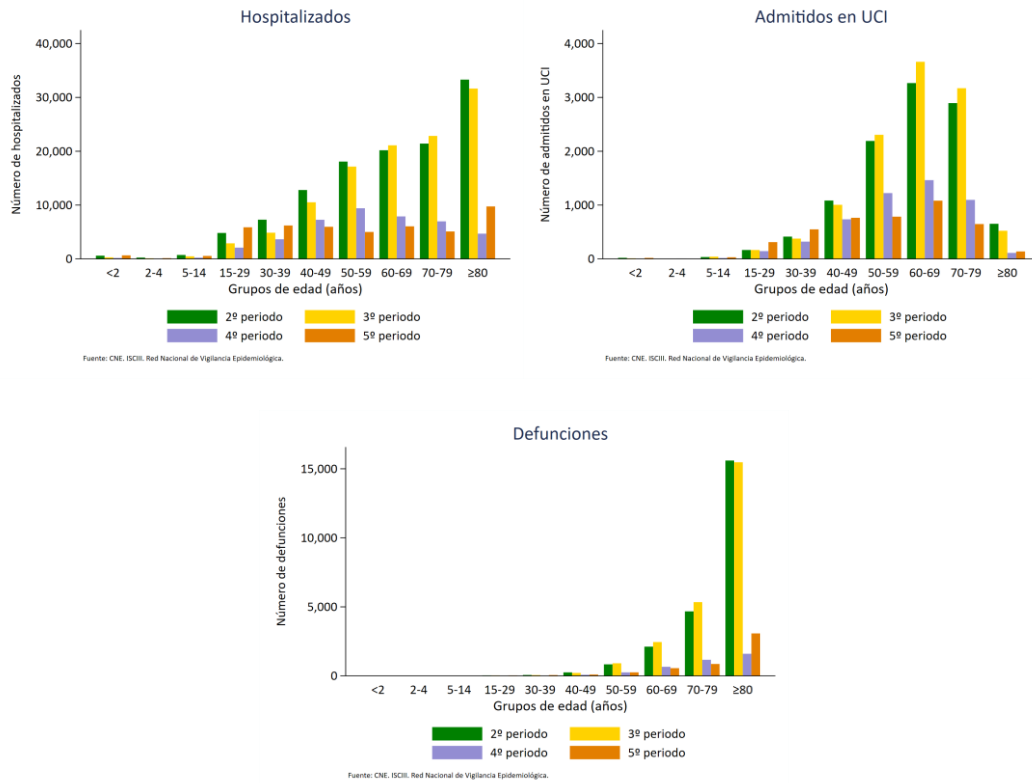 Hospitalizados
Número de hospitalizados
40,000
30,000
20,000
10,000
0
<2 2-4 5-14 15-29 30-39 40-49 50-59 60-69 70-79 ≥80
Grupos de edad (años)
2º periodo 3º periodo
4º periodo 5º periodo
Fuente: CNE. ISCIII. Red Nacional de Vigilancia Epidemiológica.
Admitidos en UCI
Número de admitidos en UCI
4,000
3,000
2,000
1,000
0
<2 2-4 5-14 15-29 30-39 40-49 50-59 60-69 70-79 ≥80
Grupos de edad (años)
2º periodo 3º periodo
4º periodo 5º periodo
Fuente: CNE. ISCIII. Red Nacional de Vigilancia Epidemiológica.
Defunciones
Número de defunciones
15,000
10,000
5,000
0
<2 2-4 5-14 15-29 30-39 40-49 50-59 60-69 70-79 ≥80
Grupos de edad (años)
2º periodo 3º periodo
4º periodo 5º periodo
Fuente: CNE. ISCIII. Red Nacional de Vigilancia Epidemiológica.